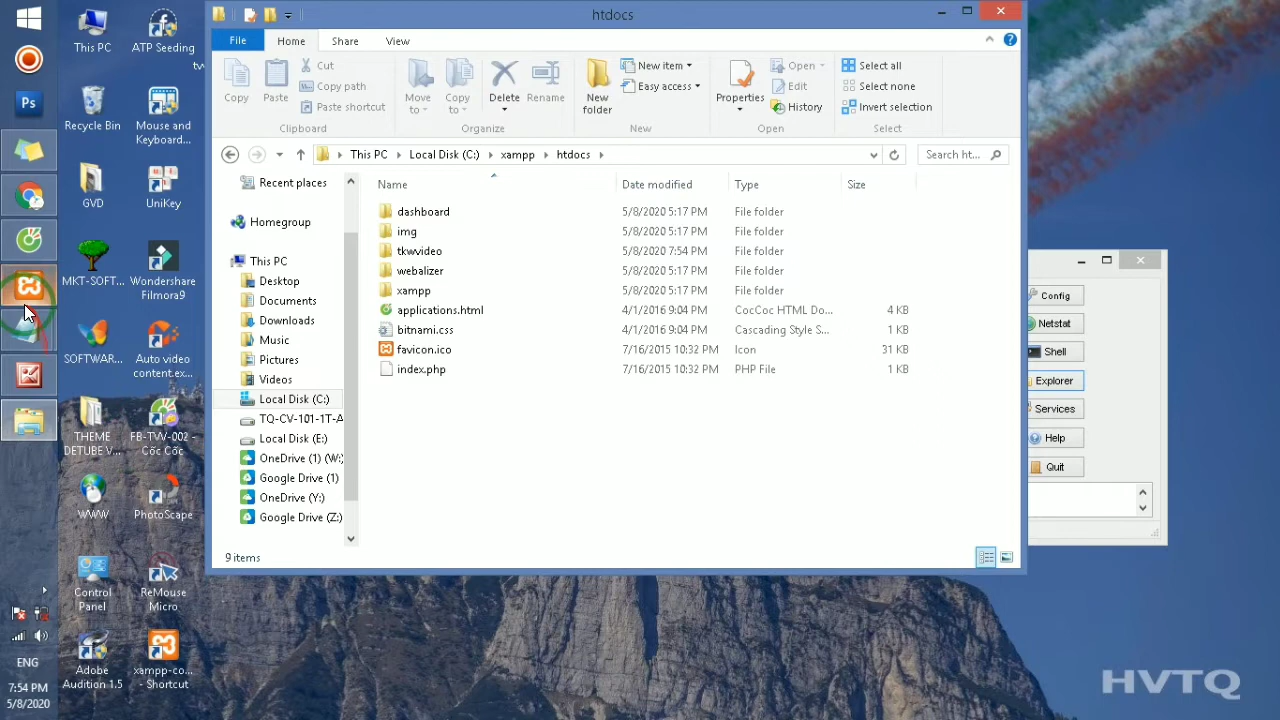 htdocs
File
Home
Share
View
Copy
Paste
Cut
Copy path
Paste shortcut
Clipboard
Move to
Copy to
Delete
Rename
Organize
New folder
New item
Easy access
New
Properties
Open
Edit
History
Open
Select all
Select none
Invert selection
Select
This PC
Local Disk (C:)
xampp
htdocs
Search ht...
Recent places
Homegroup
This PC
Desktop
Documents
Downloads
Music
Pictures
Videos
Local Disk (C:)
TQ-CV-101-1T-A
Local Disk (E:)
OneDrive (1) (W:
Google Drive (1)
OneDrive (Y:)
Google Drive (Z:)
Name Date modified Type Size
dashboard 5/8/2020 5:17 PM File folder
img 5/8/2020 5:17 PM File folder
tkwvideo 5/8/2020 7:54 PM File folder
webalizer 5/8/2020 5:17 PM File folder
xampp 5/8/2020 5:17 PM File folder
applications.html 4/1/2016 9:04 PM CocCoc HTML Do... 4 KB
bitnami.css 4/1/2016 9:04 PM Cascading Style S... 1 KB
favicon.ico 7/16/2015 10:32 PM Icon 31 KB
index.php 7/16/2015 10:32 PM PHP File 1 KB
9 items
Config
Netstat
Shell
Explorer
Services
Help
Quit
This PC
ATP Seeding
Recycle Bin
Mouse and
Keyboard...
GVD
UniKey
MKT-SOFT...
Wondershare
Filmora9
SOFTWAR...
Auto video
content.ex...
THEME
DETUBE V...
FB-TVV-002 -
Cốc Cốc
WWW
PhotoScape
Control
Panel
ReMouse
Micro
Adobe
Audition 1.5
xampp-co...
- Shortcut
Ps
ENG
7:54 PM
5/8/2020
HVTQ